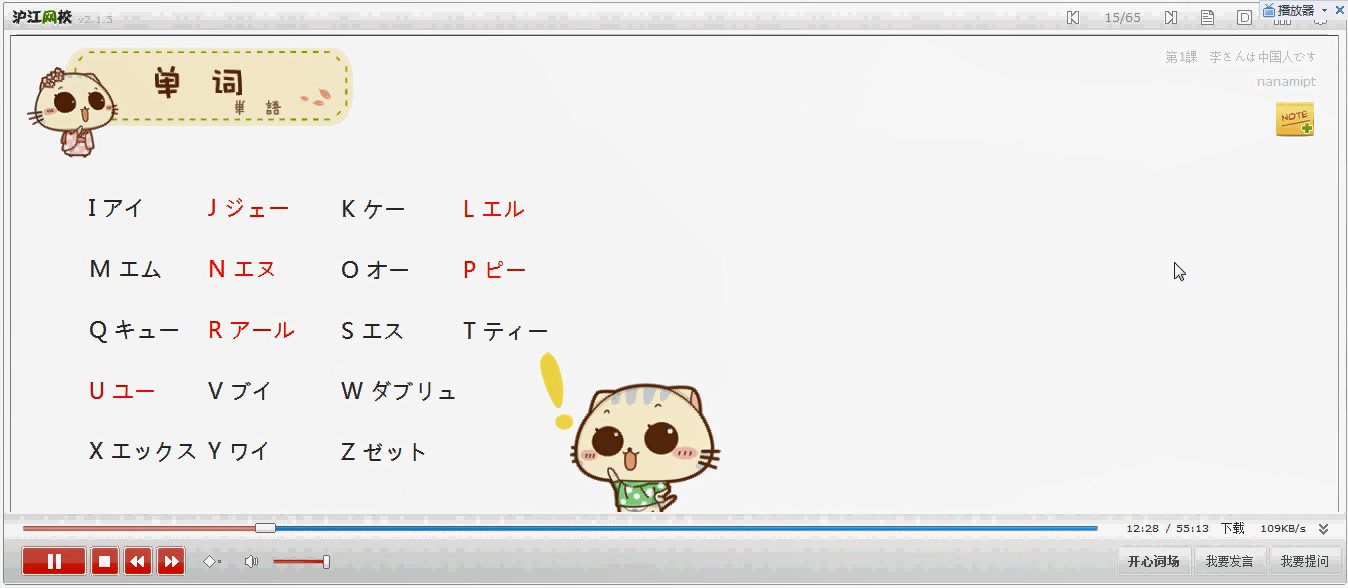 沪江网校 v2.1.5
15/65
D
播放器
第1課 李さんは中国人です
nanamipt
NOTE
单 词
単 語
I アイ J ジェー K ケー L エル
M エム N エヌ O オー P ピー
Q キュー R アール S エス T ティー
U ユー V ブイ W ダブリュ
X エックス Y ワイ Z ゼット
12:28 / 55:13 下载 109KB/s
开心词场 我要发言 我要提问